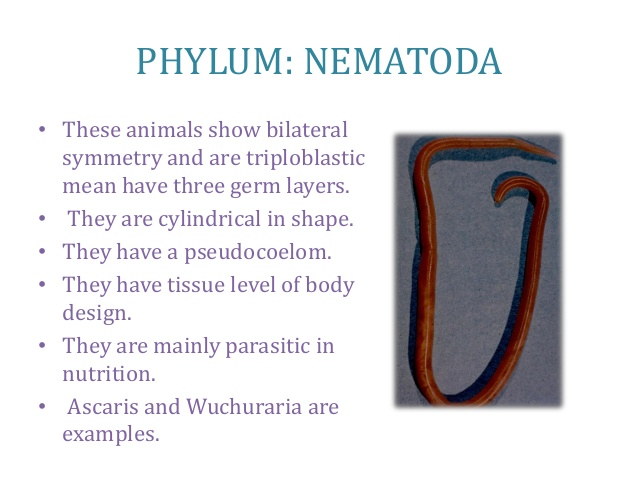 PHYLUM: NEMATODA
• These animals show bilateral
symmetry and are triploblastic
mean have three germ layers.
• They are cylindrical in shape.
• They have a pseudocoelom.
• They have tissue level of body
design.
• They are mainly parasitic in
nutrition.
• Ascaris and Wuchuraria are
examples.